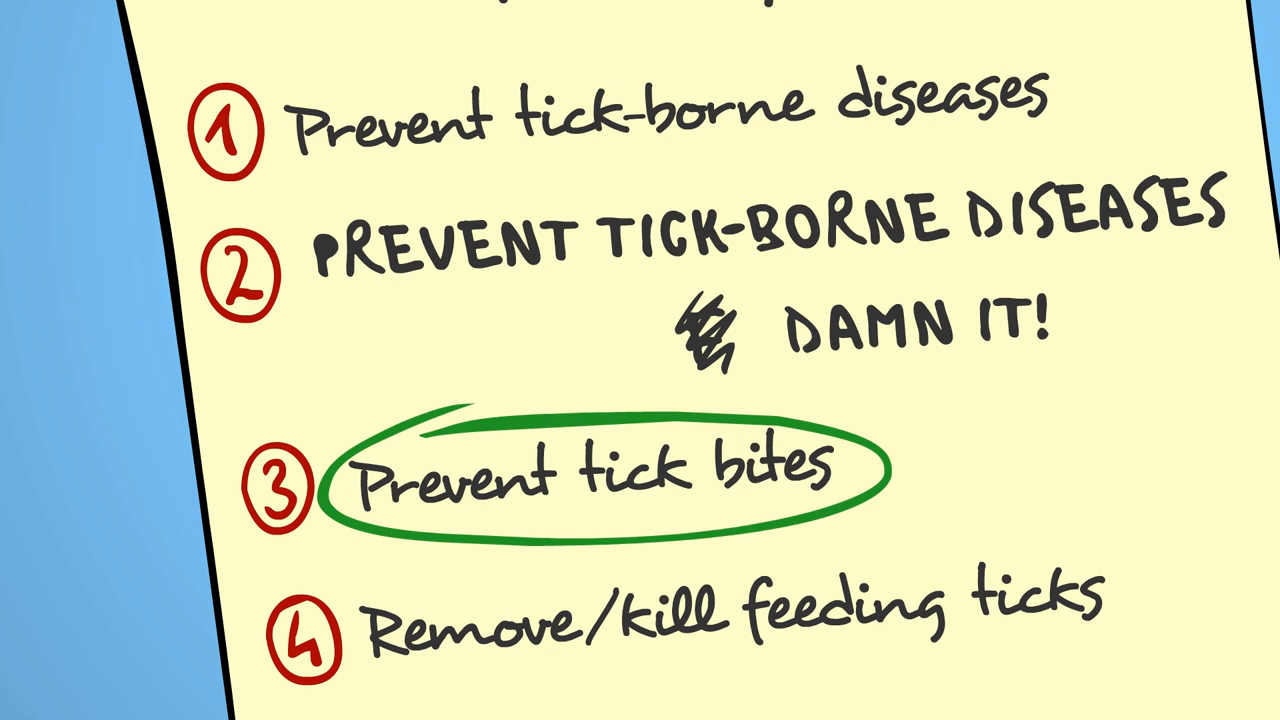 1 Prevent tick-borne diseases
2 PREVENT TICK-BORNE DISEASES
DAMN IT!
3 Prevent tick bites
4 Remove/kill feeding ticks